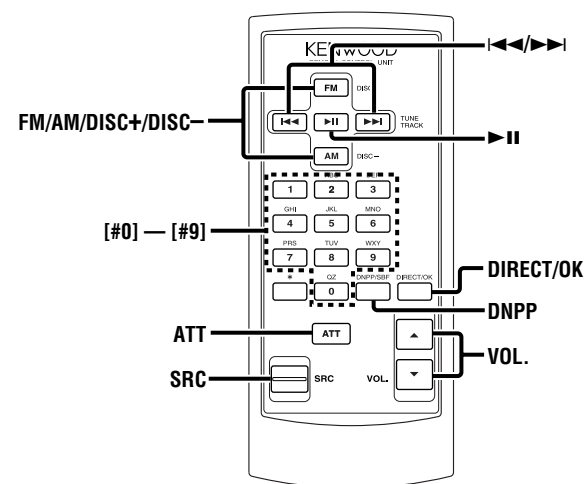 KENWOOD
UNIT
|◄◄/►►|
FM
DISC
FM/AM/DISC+/DISC–
|◄◄
►II
►►|
TUNE
TRACK
►II
AM
DISC–
1
2
3
[#0] — [#9]
GHI
JKL
MNO
4
5
6
PRS
TUV
WXY
7
8
9
DIRECT/OK
*
QZ
0
DNPP/SBF
DIRECT/OK
DNPP
ATT
ATT
VOL.
SRC
SRC
VOL.